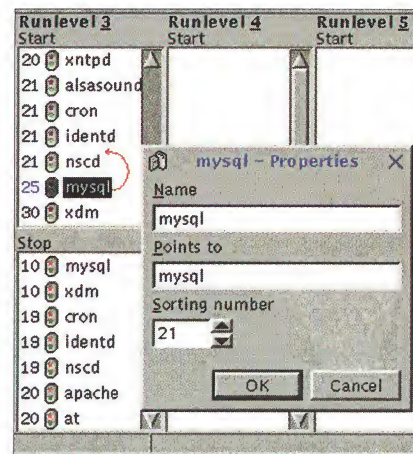 Runlevel 3
Start
20 xntpd
21 alsasound
21 cron
21 identd
21 nscd
25 mysql
30 xdm
Stop
10 mysql
10 xdm
19 cron
19 identd
19 nscd
20 apache
20 at
Runlevel 4
Start
Runlevel 5
Start
mysql - Properties
Name
mysql
Points to
mysql
Sorting number
21
OK
Cancel